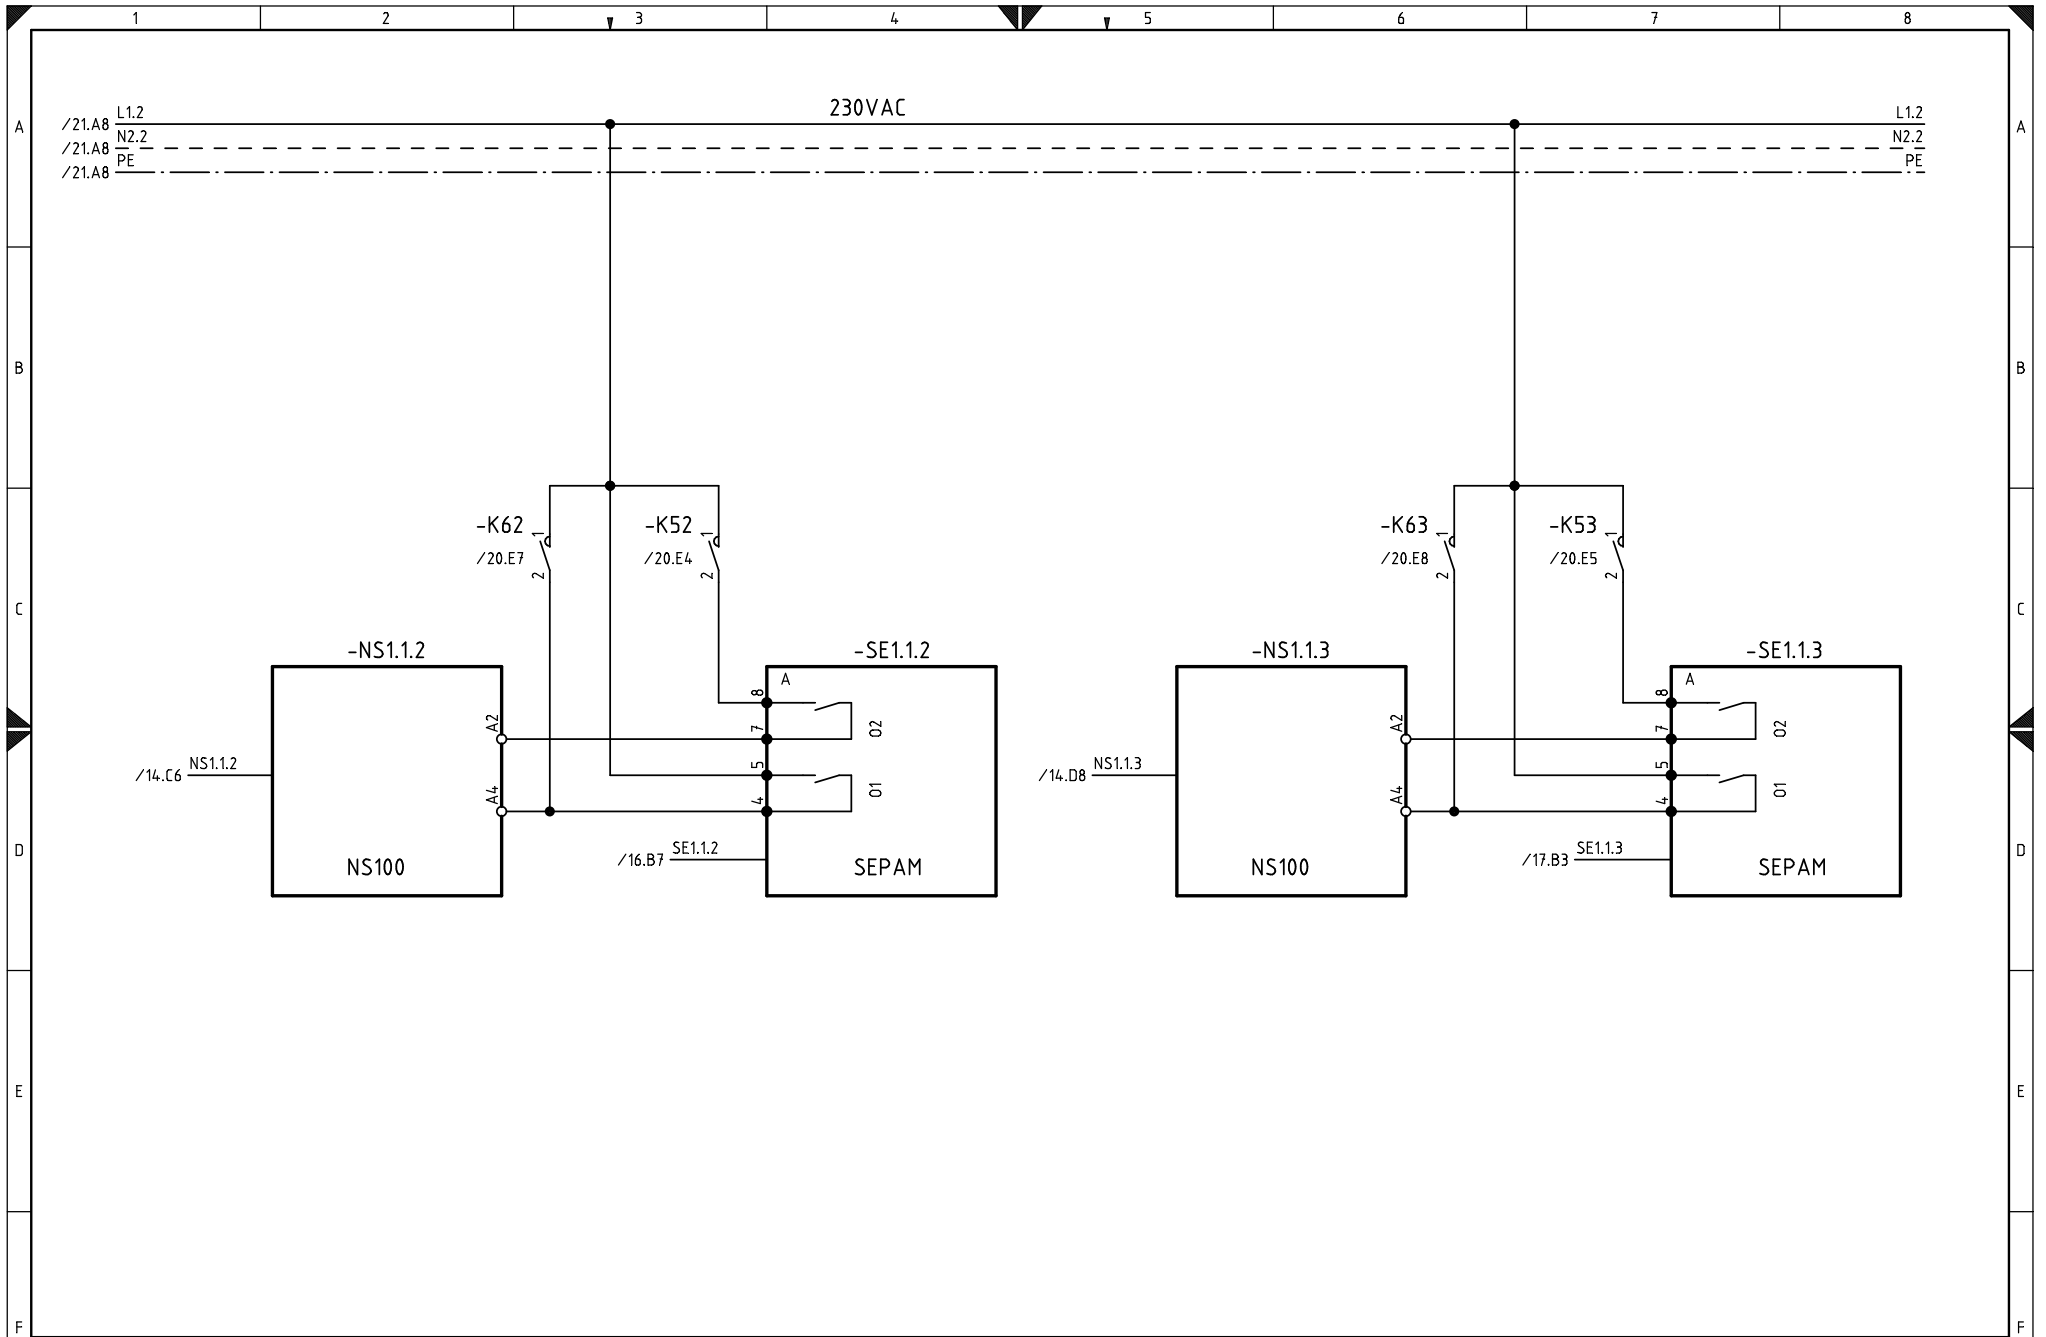 1 2 3 4 5 6 7 8
230VAC
L1.2 L1.2
/21.A8
A A
N2.2 N2.2
/21.A8
PE PE
/21.A8
B B
-K62 1 -K52 1 -K63 1 -K53 1
/20.E7 2 /20.E4 2 /20.E8 2 /20.E5 2
C C
-NS1.1.2 -SE1.1.2 -NS1.1.3 -SE1.1.3
A A
8 8
A2 7 O2 A2 7 O2
NS1.1.2 5 NS1.1.3 5
/14.C6 /14.D8
A4 4 O1 A4 4 O1
D D
SE1.1.2 SE1.1.3
/16.B7 /17.B3
NS100 SEPAM NS100 SEPAM
E E
F F